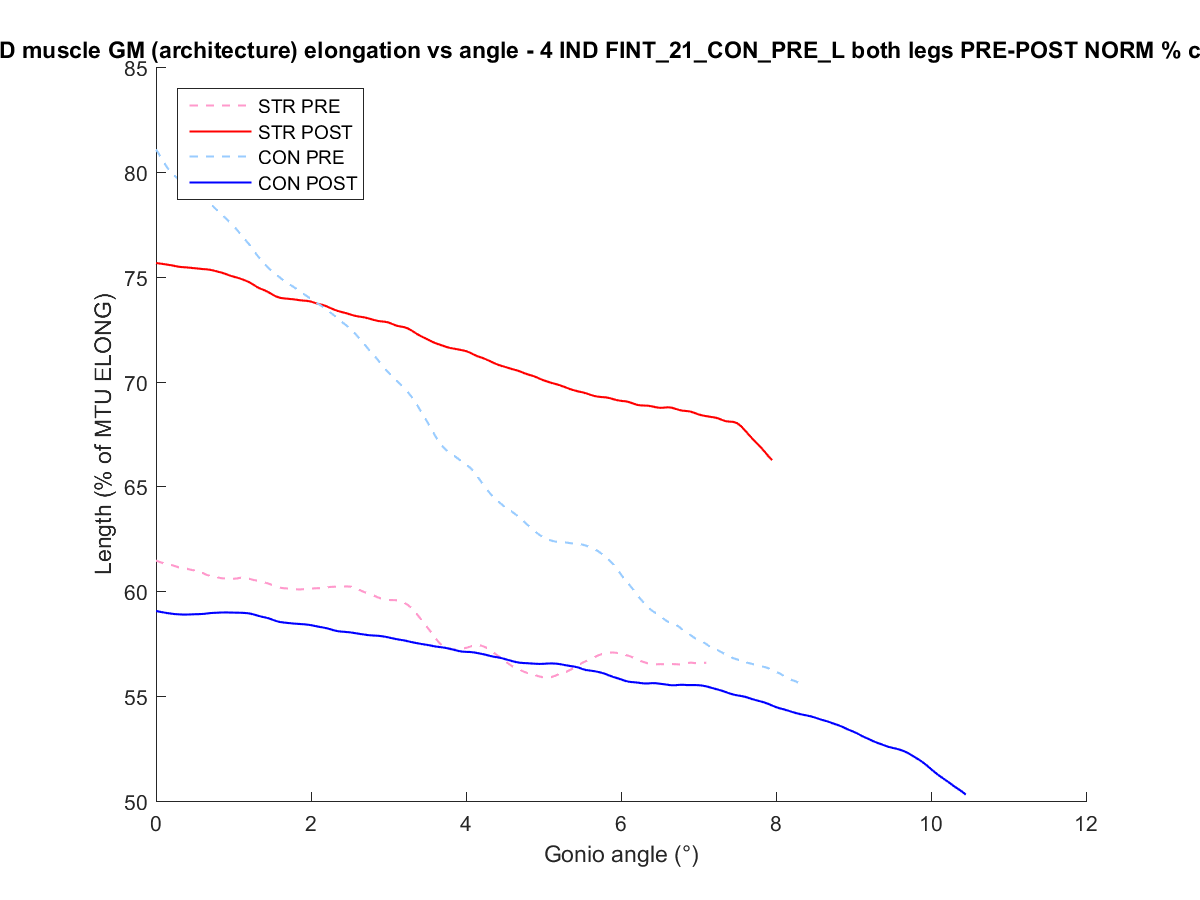 D muscle GM (architecture) elongation vs angle - 4 IND FINT_21_CON_PRE_L both legs PRE-POST NORM % c
85
80
75
70
65
60
55
50
Length (% of MTU ELONG)
STR PRE
STR POST
CON PRE
CON POST
0 2 4 6 8 10 12
Gonio angle (°)